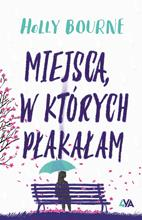 HOLLY BOURNE
MIEJSCA,
W KTÓRYCH
PŁAKAŁAM
YA